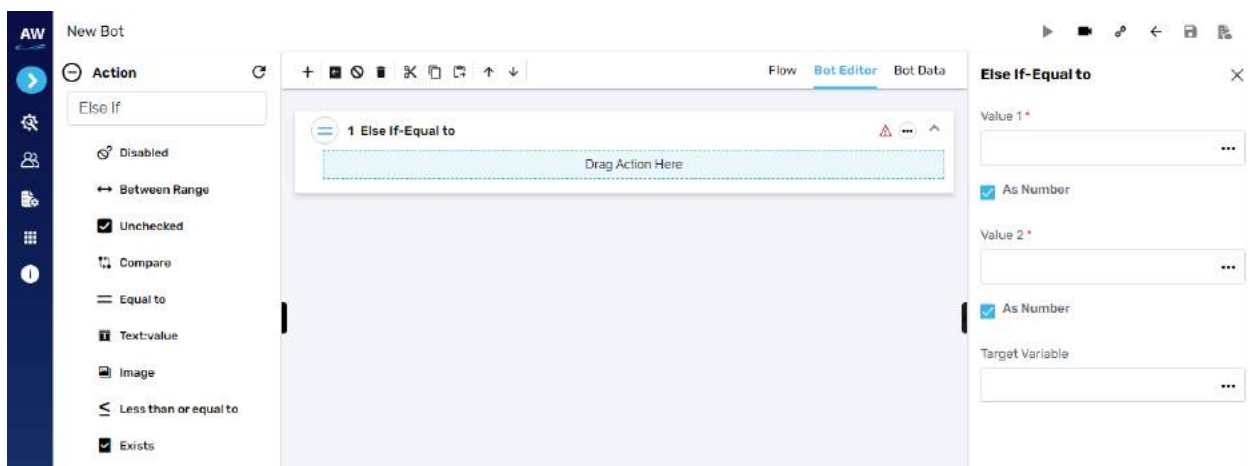 AW
New Bot
Action
Else If
Disabled
Between Range
Unchecked
Compare
Equal to
Text:value
Image
Less than or equal to
Exists
Flow
Bot Editor
Bot Data
1 Else If-Equal to
Drag Action Here
Else If-Equal to
Value 1 *
As Number
Value 2 *
As Number
Target Variable